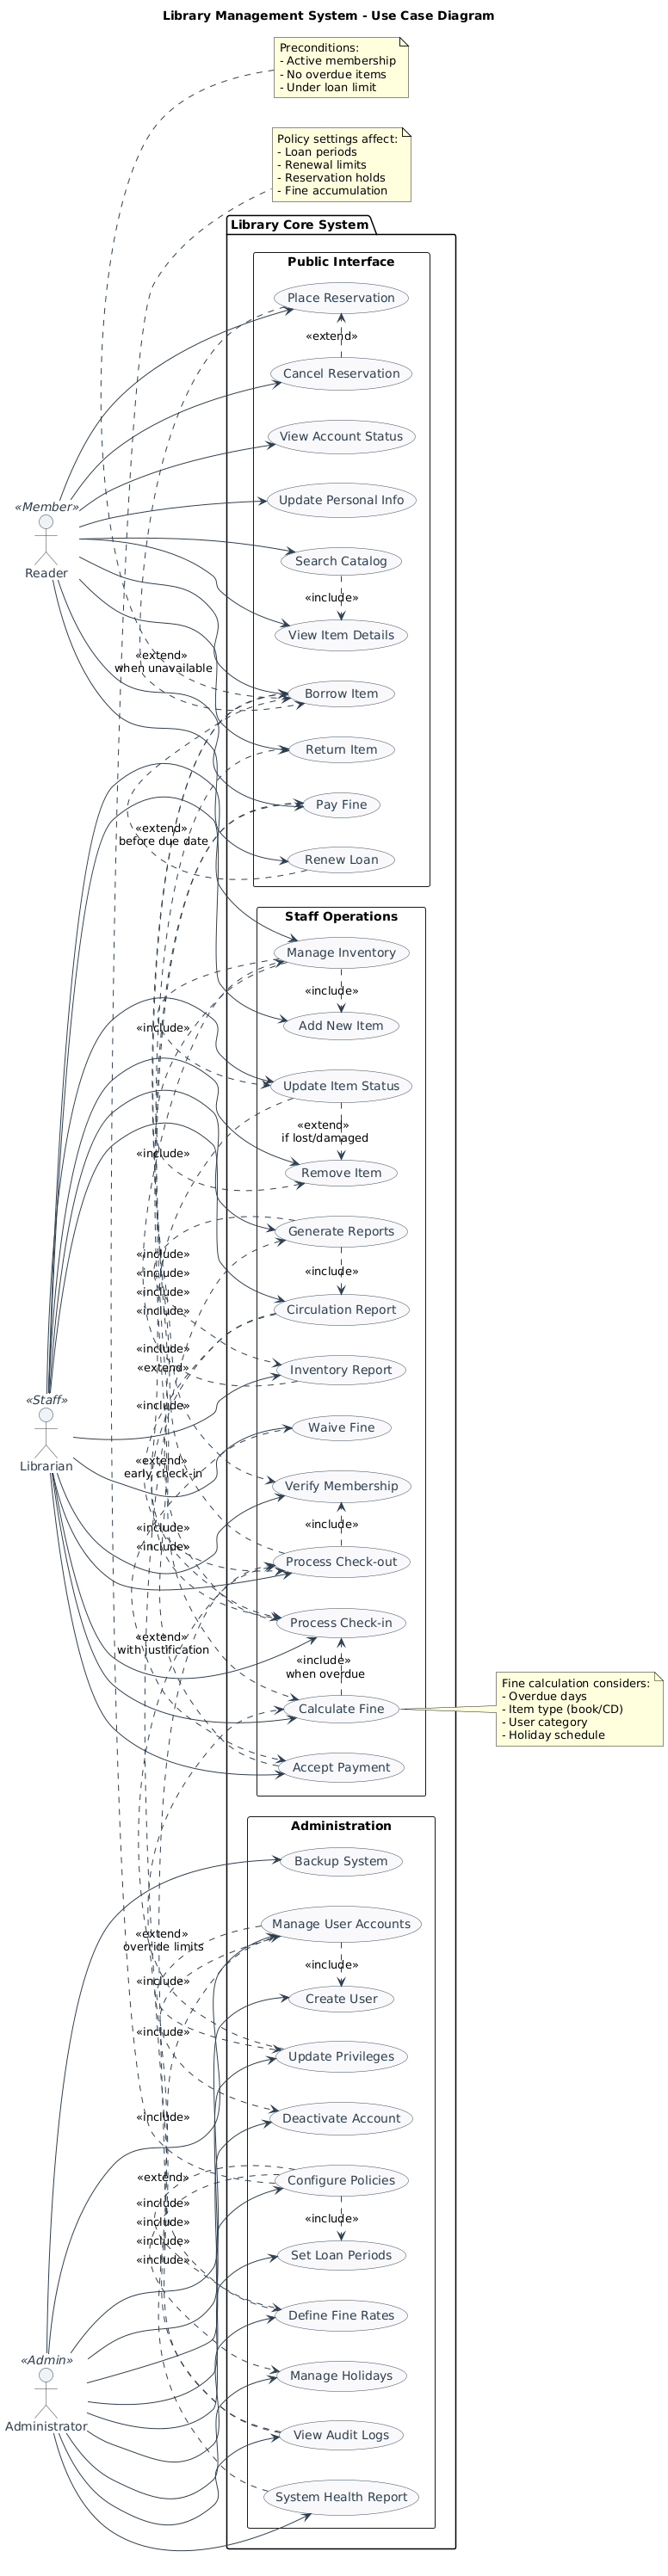 Library Management System - Use Case Diagram
Preconditions:
- Active membership
- No overdue items
- Under loan limit
Policy settings affect:
- Loan periods
- Renewal limits
- Reservation holds
- Fine accumulation
Library Core System
Public Interface
Place Reservation
«extend»
Cancel Reservation
View Account Status
Update Personal Info
«Member»
Reader
Search Catalog
«include»
View Item Details
«extend»
when unavailable
Borrow Item
Return Item
Pay Fine
«extend»
before due date
Renew Loan
Staff Operations
Manage Inventory
«include»
Add New Item
«include»
Update Item Status
«extend»
if lost/damaged
«include»
Remove Item
Generate Reports
«include»
«include»
«include»
«include»
Circulation Report
«include»
«include»
«extend»
Inventory Report
«include»
«Staff»
Librarian
Waive Fine
«extend»
early check-in
Verify Membership
«include»
«include»
«include»
Process Check-out
Process Check-in
«extend»
with justification
«include»
when overdue
Calculate Fine
Accept Payment
Fine calculation considers:
- Overdue days
- Item type (book/CD)
- User category
- Holiday schedule
Administration
Backup System
Manage User Accounts
«extend»
override limits
«include»
«include»
Create User
«include»
Update Privileges
«include»
Deactivate Account
«extend»
Configure Policies
«include»
«include»
«include»
«include»
«include»
Set Loan Periods
Define Fine Rates
«Admin»
Administrator
Manage Holidays
View Audit Logs
System Health Report